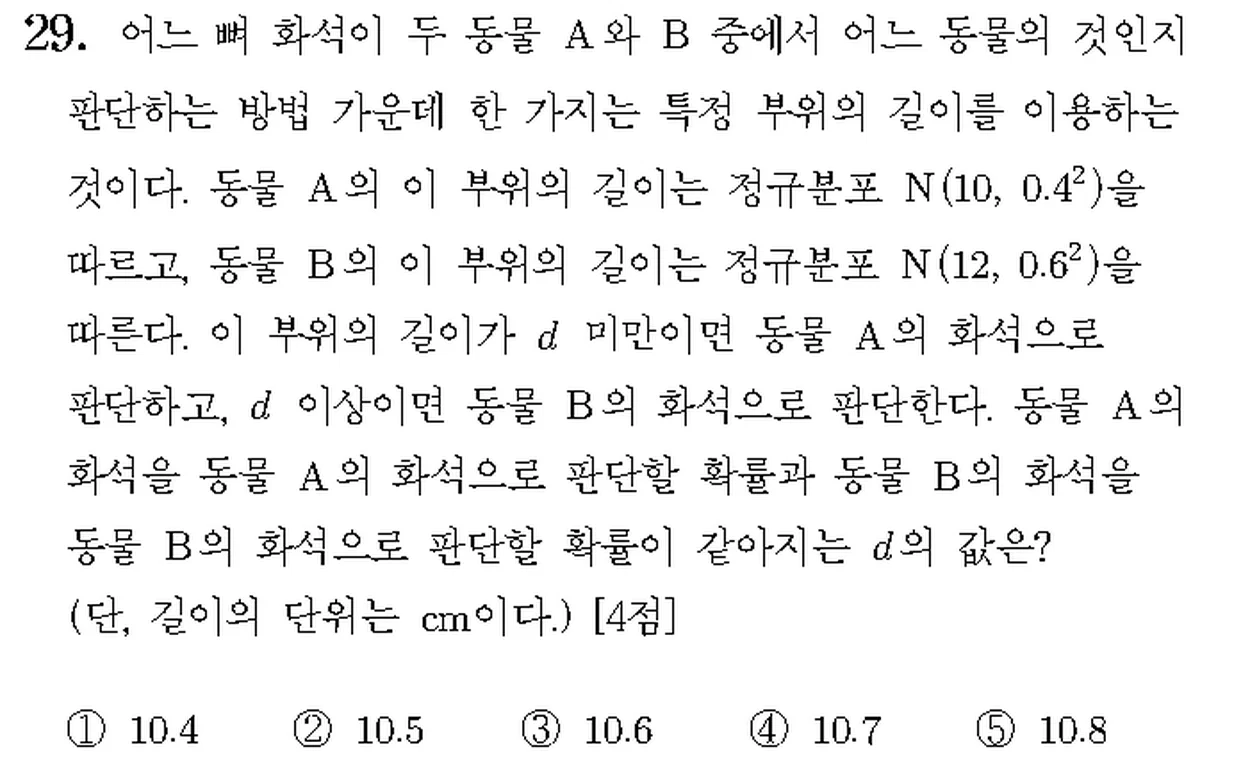 29. 어느 뼈 화석이 두 동물 A와 B 중에서 어느 동물의 것인지
판단하는 방법 가운데 한 가지는 특정 부위의 길이를 이용하는
것이다. 동물 A의 이 부위의 길이는 정규분포 N(10, 0.4²)을
따르고, 동물 B의 이 부위의 길이는 정규분포 N(12, 0.6²)을
따른다. 이 부위의 길이가 d 미만이면 동물 A의 화석으로
판단하고, d 이상이면 동물 B의 화석으로 판단한다. 동물 A의
화석을 동물 A의 화석으로 판단할 확률과 동물 B의 화석을
동물 B의 화석으로 판단할 확률이 같아지는 d의 값은?
(단, 길이의 단위는 cm이다.) [4점]
① 10.4 ② 10.5 ③ 10.6 ④ 10.7 ⑤ 10.8